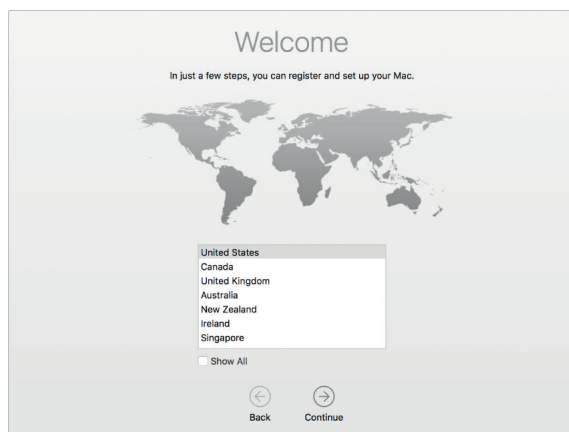 Welcome
In just a few steps, you can register and set up your Mac.
United States
Canada
United Kingdom
Australia
New Zealand
Ireland
Singapore
Show All
Back Continue